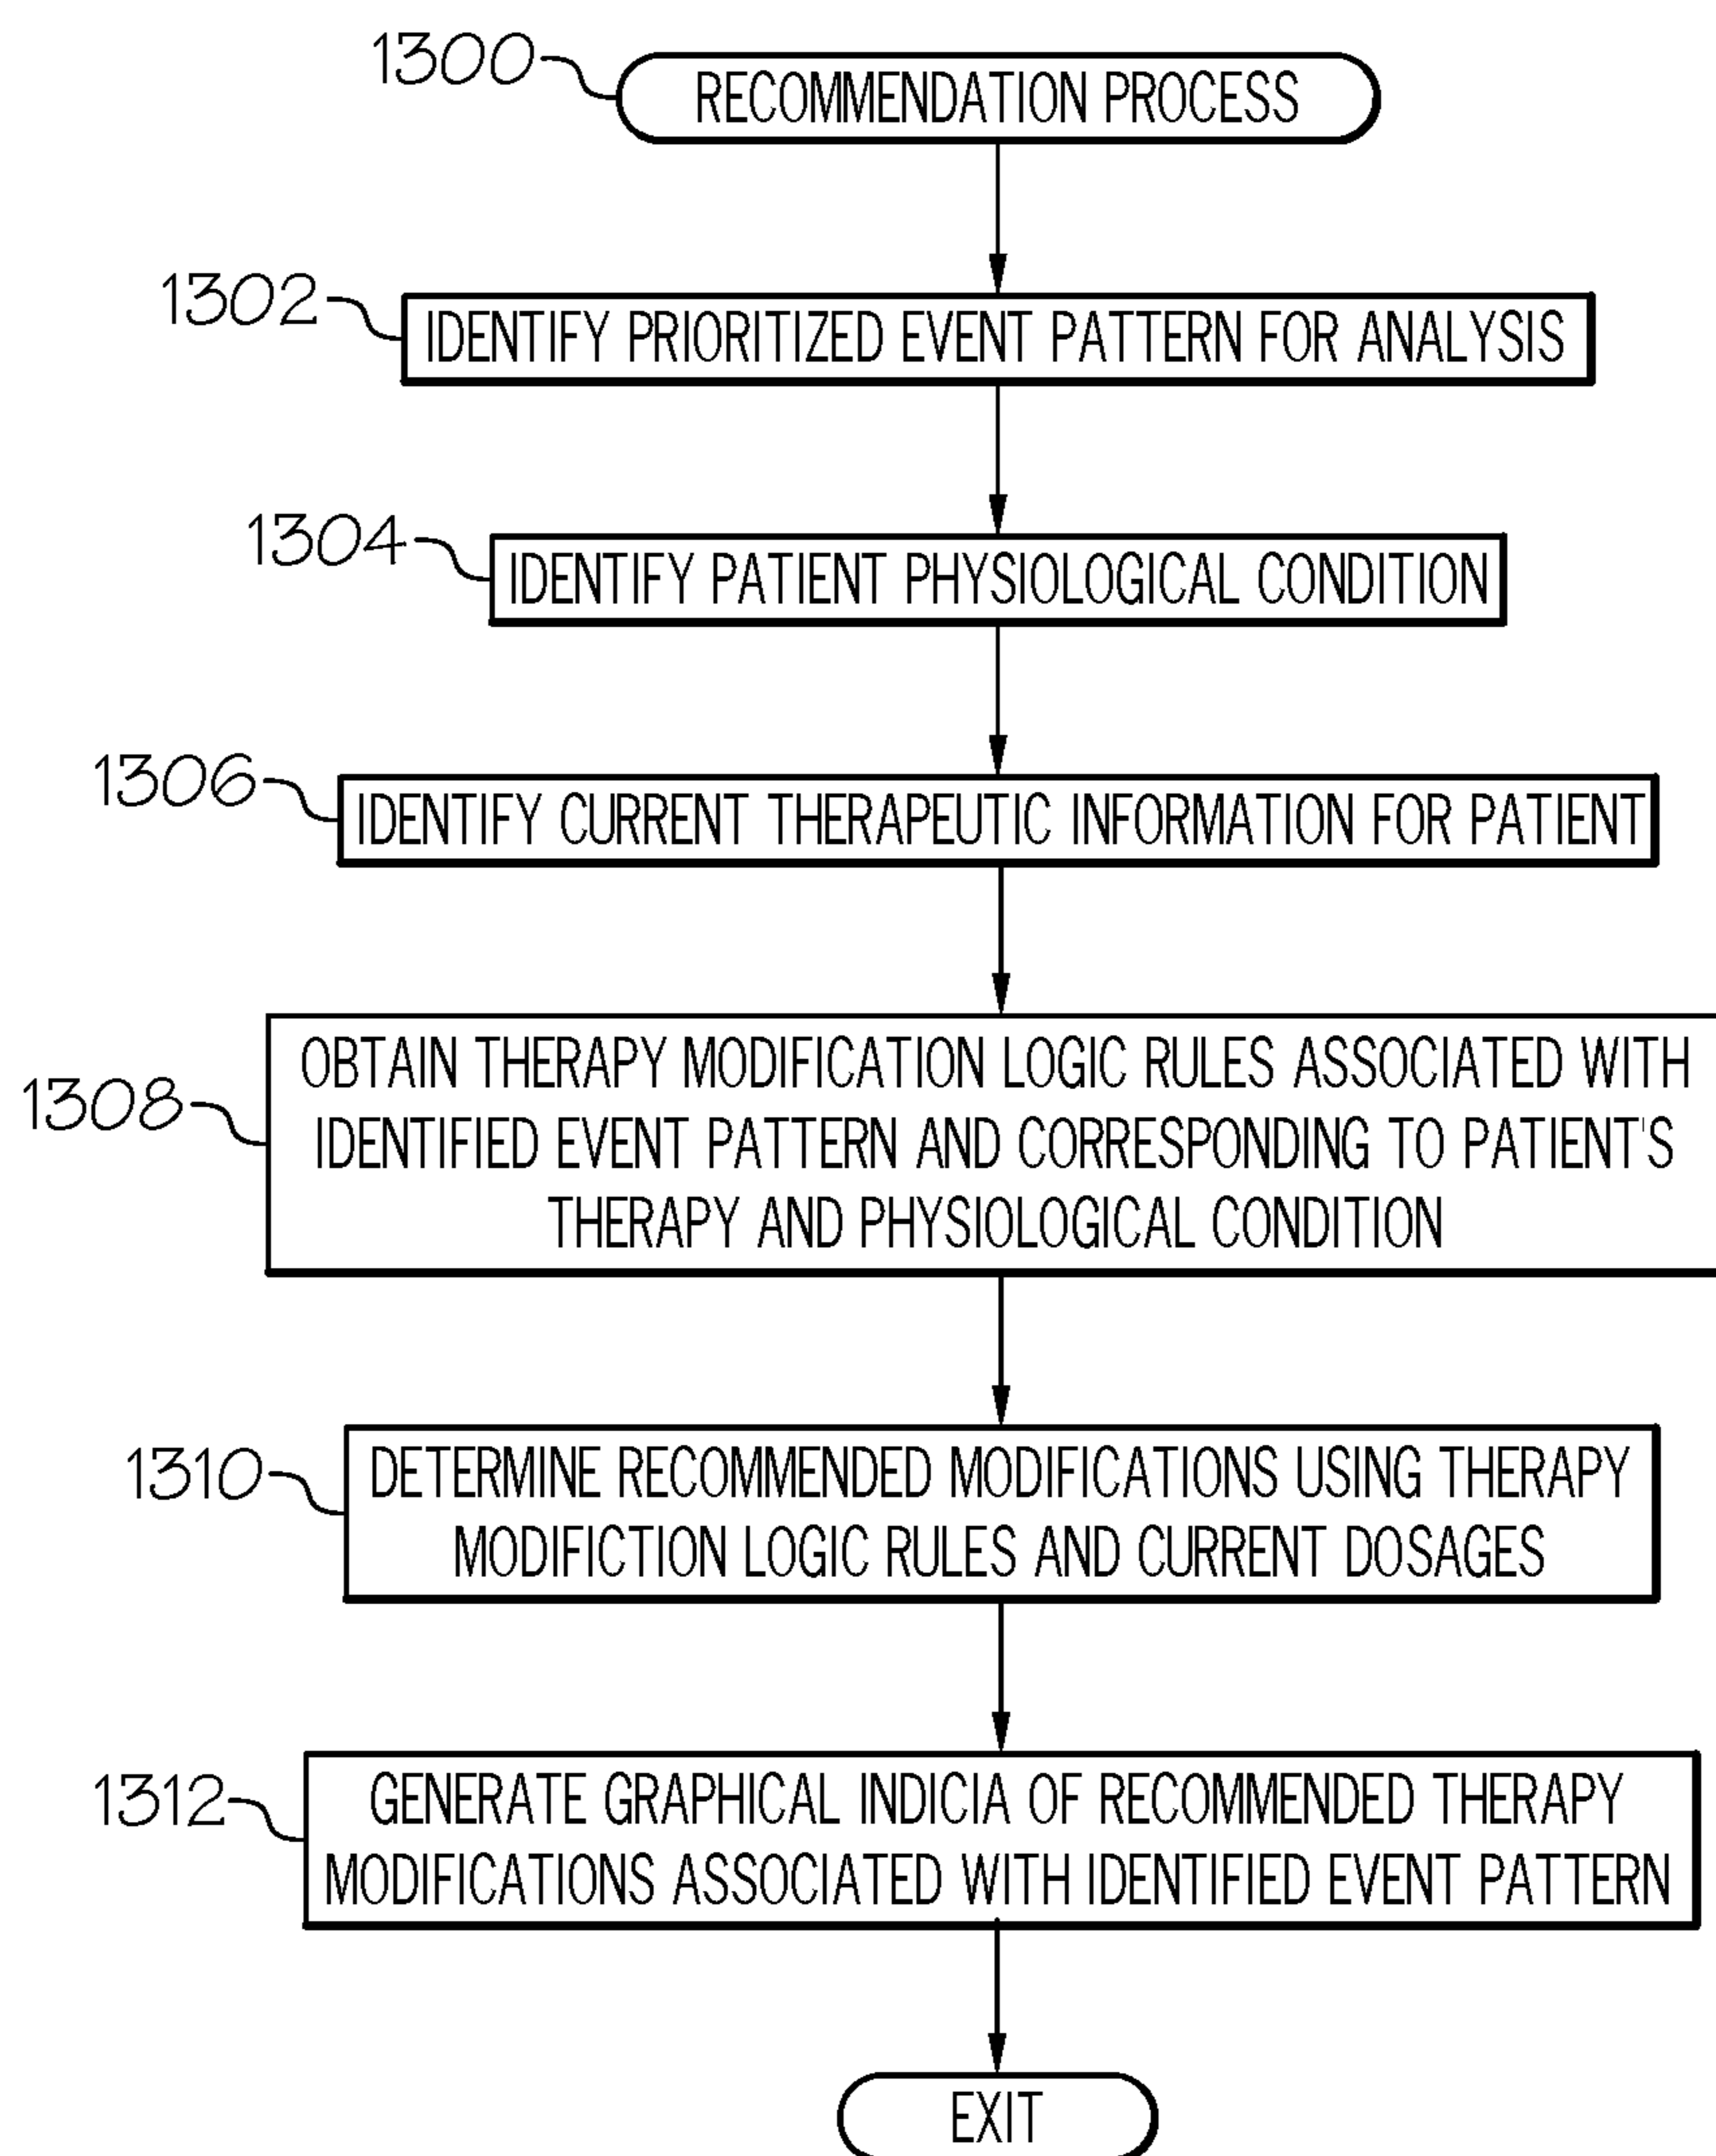 1300
RECOMMENDATION PROCESS
1302
IDENTIFY PRIORITIZED EVENT PATTERN FOR ANALYSIS
1304
IDENTIFY PATIENT PHYSIOLOGICAL CONDITION
1306
IDENTIFY CURRENT THERAPEUTIC INFORMATION FOR PATIENT
1308
OBTAIN THERAPY MODIFICATION LOGIC RULES ASSOCIATED WITH
IDENTIFIED EVENT PATTERN AND CORRESPONDING TO PATIENT'S
THERAPY AND PHYSIOLOGICAL CONDITION
1310
DETERMINE RECOMMENDED MODIFICATIONS USING THERAPY
MODIFICTION LOGIC RULES AND CURRENT DOSAGES
1312
GENERATE GRAPHICAL INDICIA OF RECOMMENDED THERAPY
MODIFICATIONS ASSOCIATED WITH IDENTIFIED EVENT PATTERN
EXIT